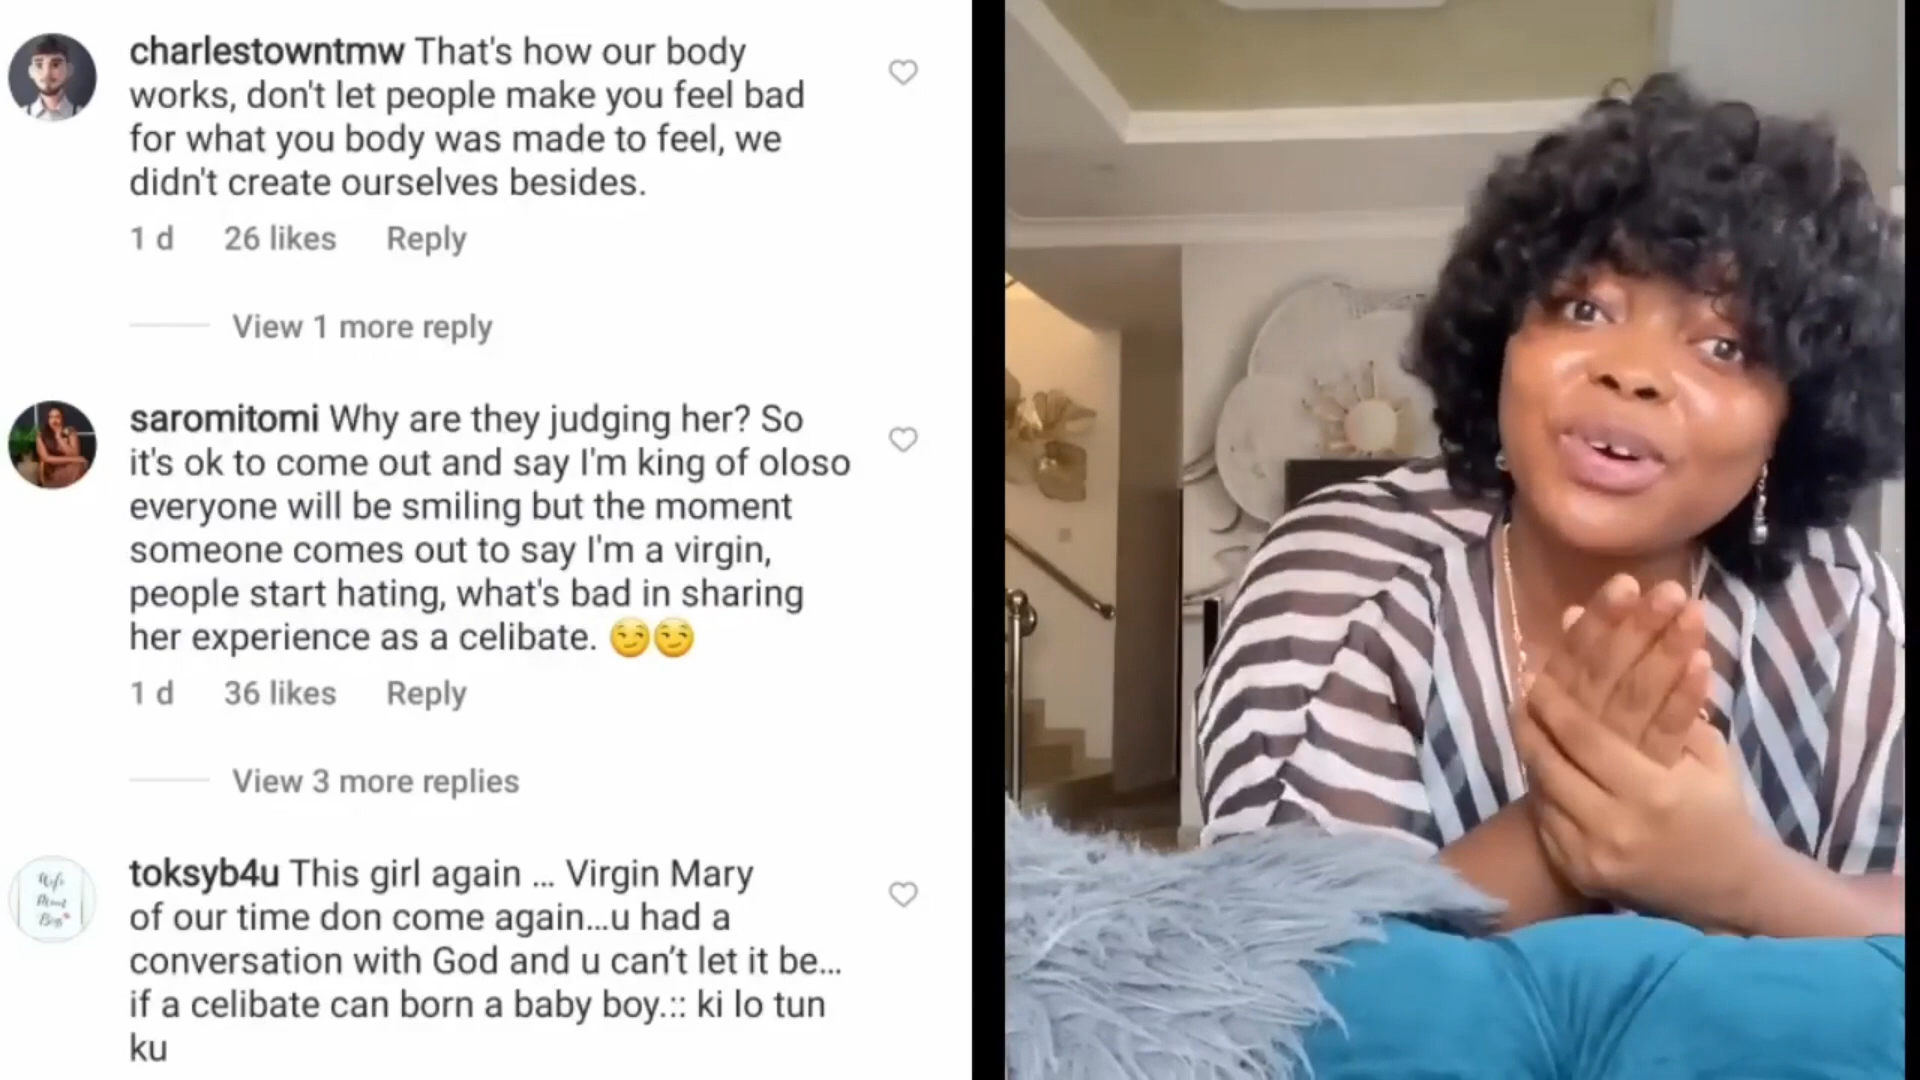 charlestowntmw That's how our body
works, don't let people make you feel bad
for what you body was made to feel, we
didn't create ourselves besides.
1 d 26 likes Reply
View 1 more reply
saromitomi Why are they judging her? So
it's ok to come out and say I'm king of oloso
everyone will be smiling but the moment
someone comes out to say I'm a virgin,
people start hating, what's bad in sharing
her experience as a celibate. 😏😏
1 d 36 likes Reply
View 3 more replies
Wife
Mum
Boss
toksyb4u This girl again ... Virgin Mary
of our time don come again...u had a
conversation with God and u can't let it be...
if a celibate can born a baby boy.:: ki lo tun
ku